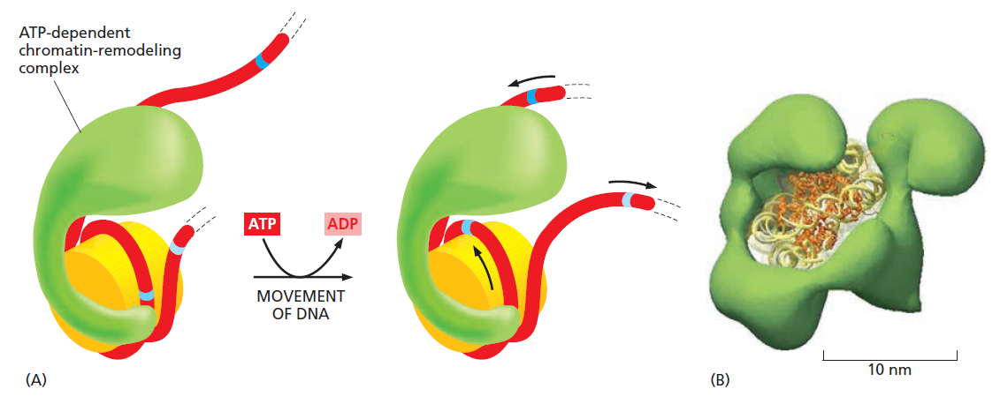 ATP-dependent
chromatin-remodeling
complex
ATP
ADP
MOVEMENT
OF DNA
10 nm
(A)
(B)